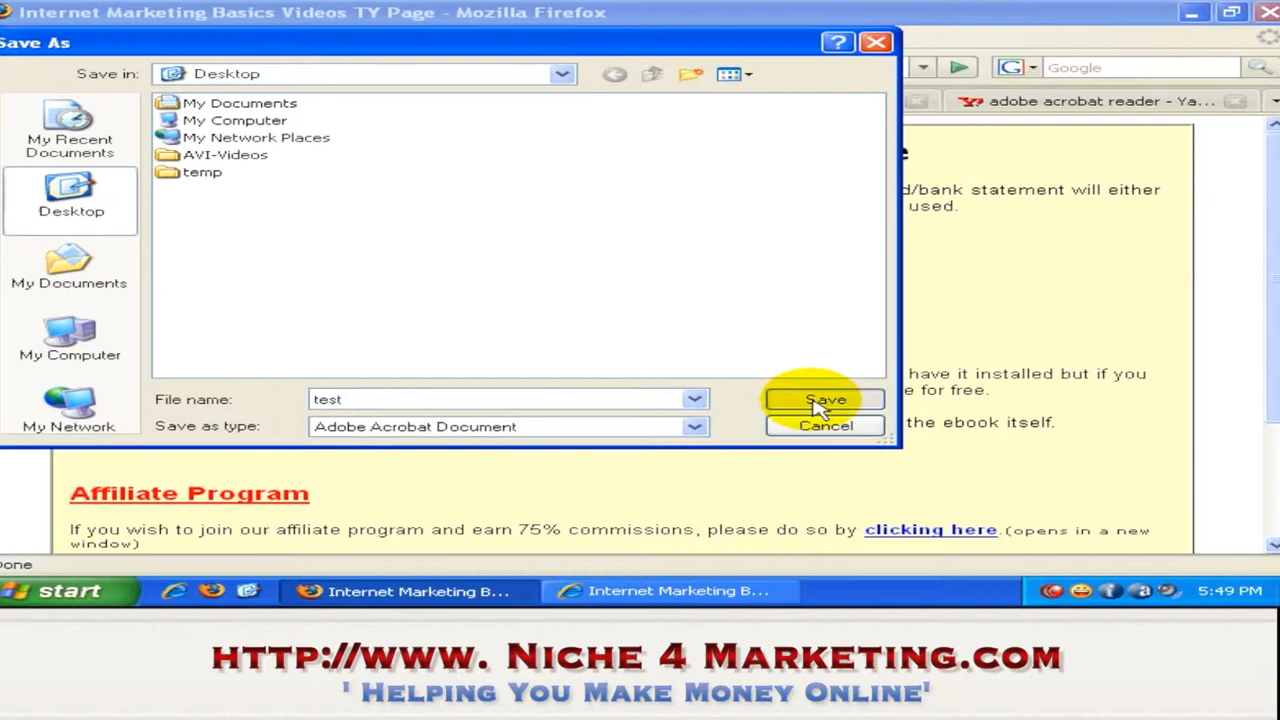 Internet Marketing Basics Videos TY Page - Mozilla Firefox
Save As
Save in:
Desktop
Google
adobe acrobat reader - Ya...
My Recent
Documents
Desktop
My Documents
My Computer
My Network
My Documents
My Computer
My Network Places
AVI-Videos
temp
File name:
test
Save
Save as type:
Adobe Acrobat Document
Cancel
e
d/bank statement will either
used.
have it installed but if you
e for free.
the ebook itself.
Affiliate Program
If you wish to join our affiliate program and earn 75% commissions, please do so by clicking here.(opens in a new
window)
Done
start
Internet Marketing B...
Internet Marketing B...
5:49 PM
HTTP://WWW. NICHE 4 MARKETING.COM
' HELPING YOU MAKE MONEY ONLINE'